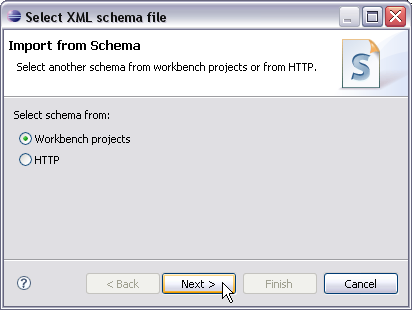 Select XML schema file
Import from Schema
Select another schema from workbench projects or from HTTP.
S
Select schema from:
Workbench projects
HTTP
? < Back Next > Finish Cancel